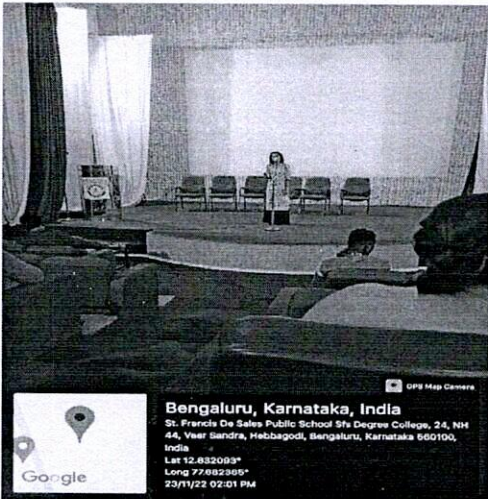 GPS Map Camera
Bengaluru, Karnataka, India
St. Francis De Sales Public School Sfs Degree College, 24, NH
44, Veer Sandra, Hebbagodi, Bengaluru, Karnataka 560100,
India
Lat 12.832093°
Long 77.682365°
23/11/22 02:01 PM
Google